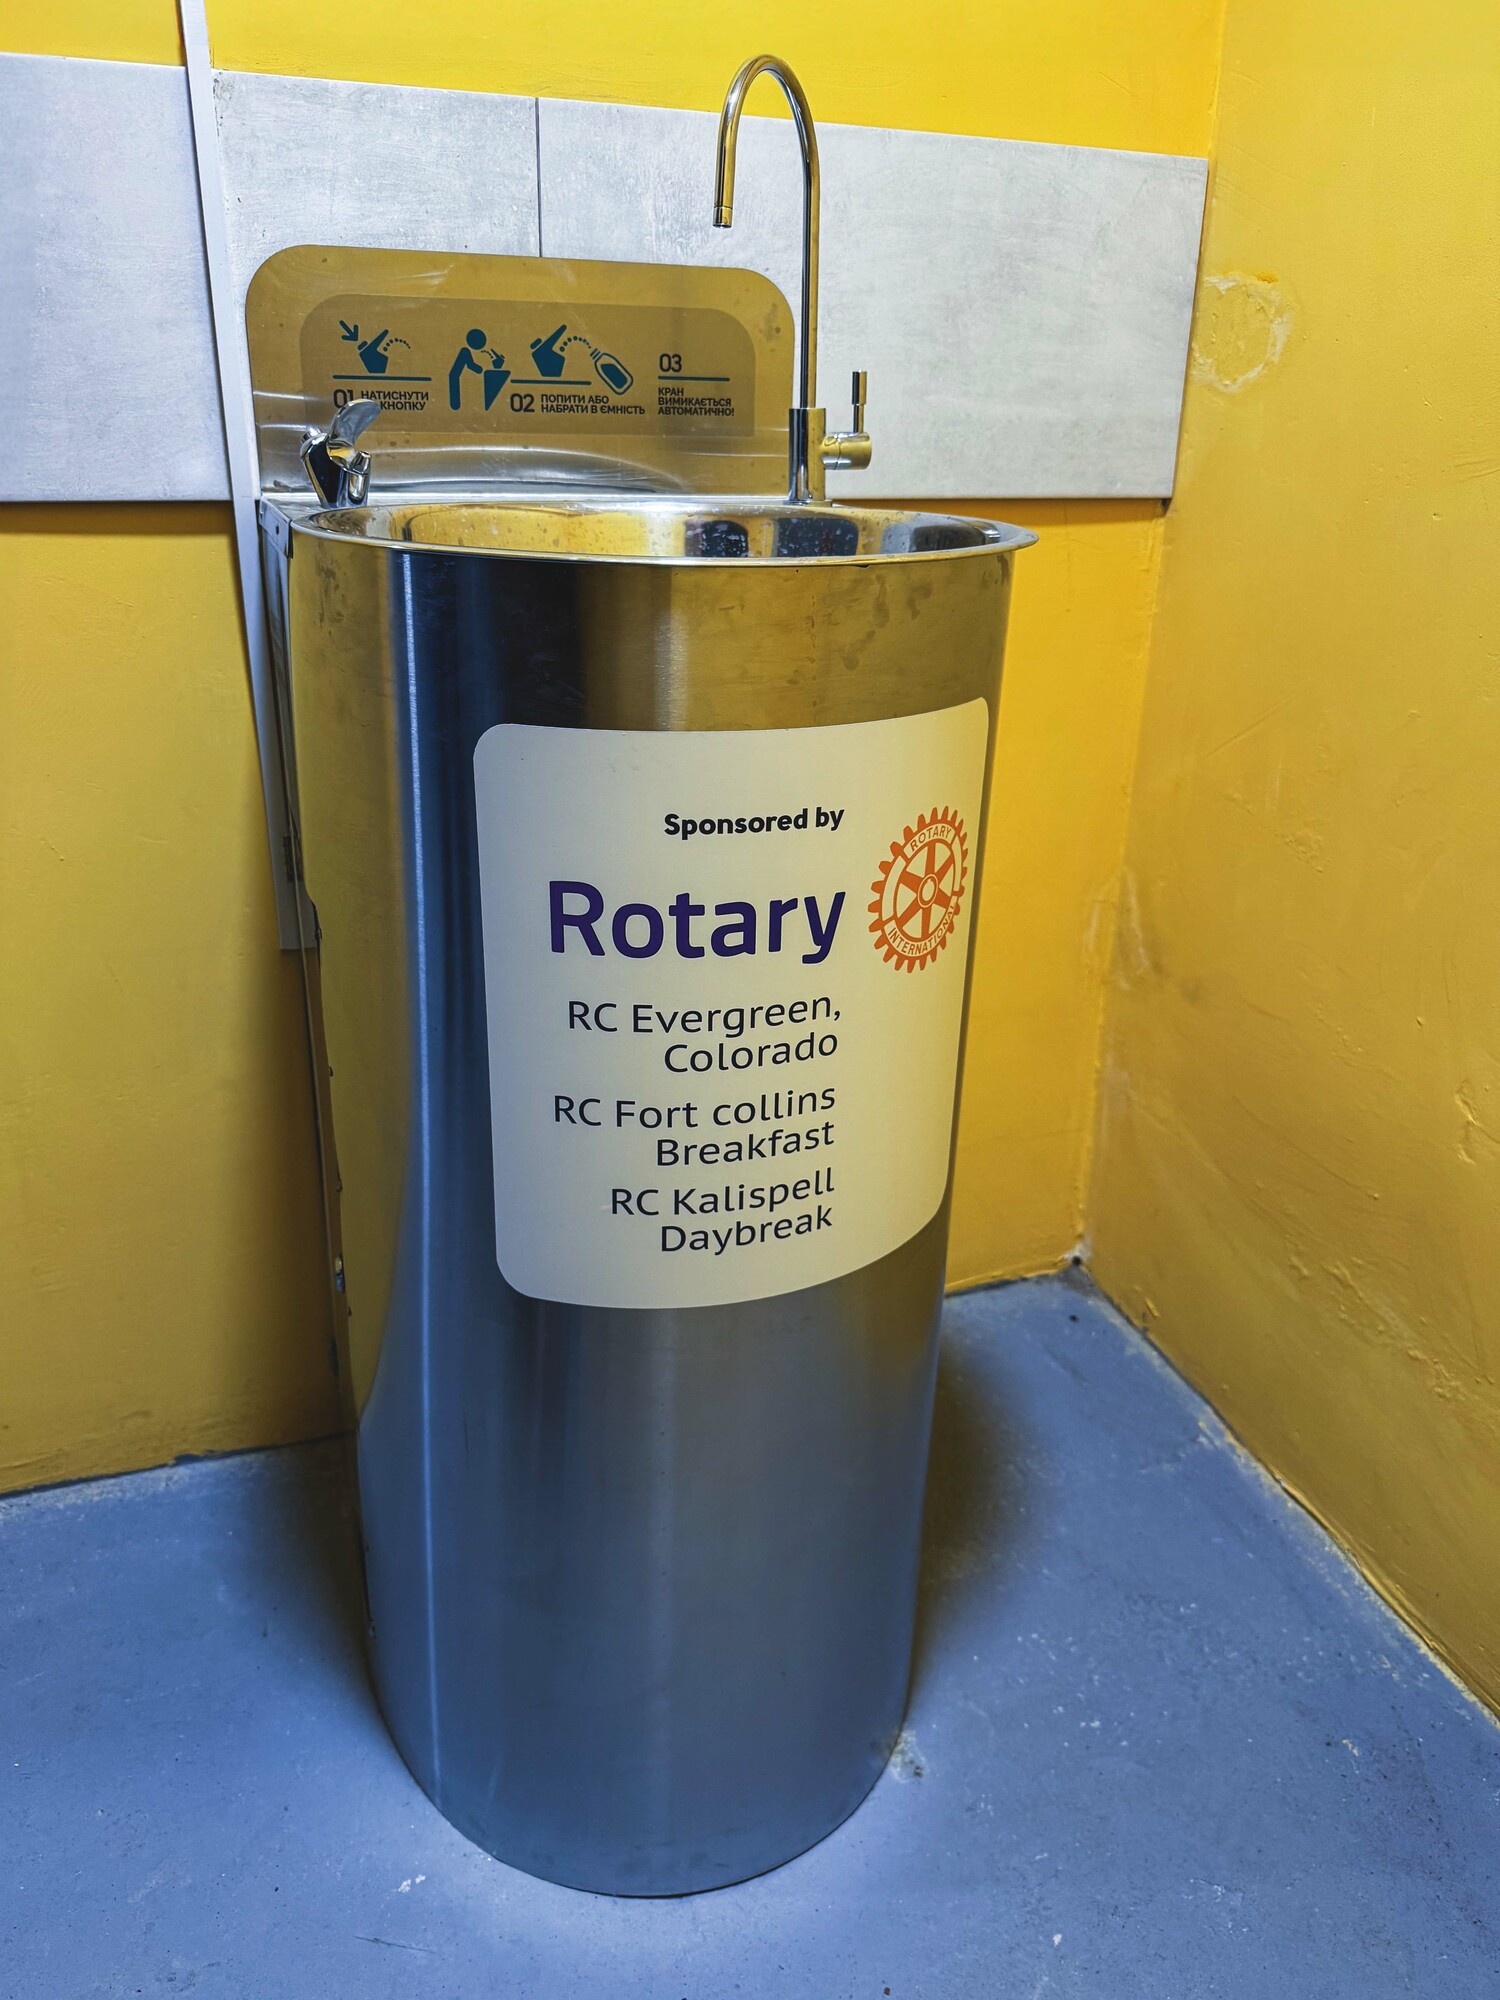 01 НАТИСНУТИ
КНОПКУ
02 ПОПИТИ АБО
НАБРАТИ В ЄМНІСТЬ
03
КРАН
ВИМИКАЄТЬСЯ
АВТОМАТИЧНО!
Sponsored by
Rotary
ROTARY
INTERNATIONAL
RC Evergreen,
Colorado
RC Fort collins
Breakfast
RC Kalispell
Daybreak